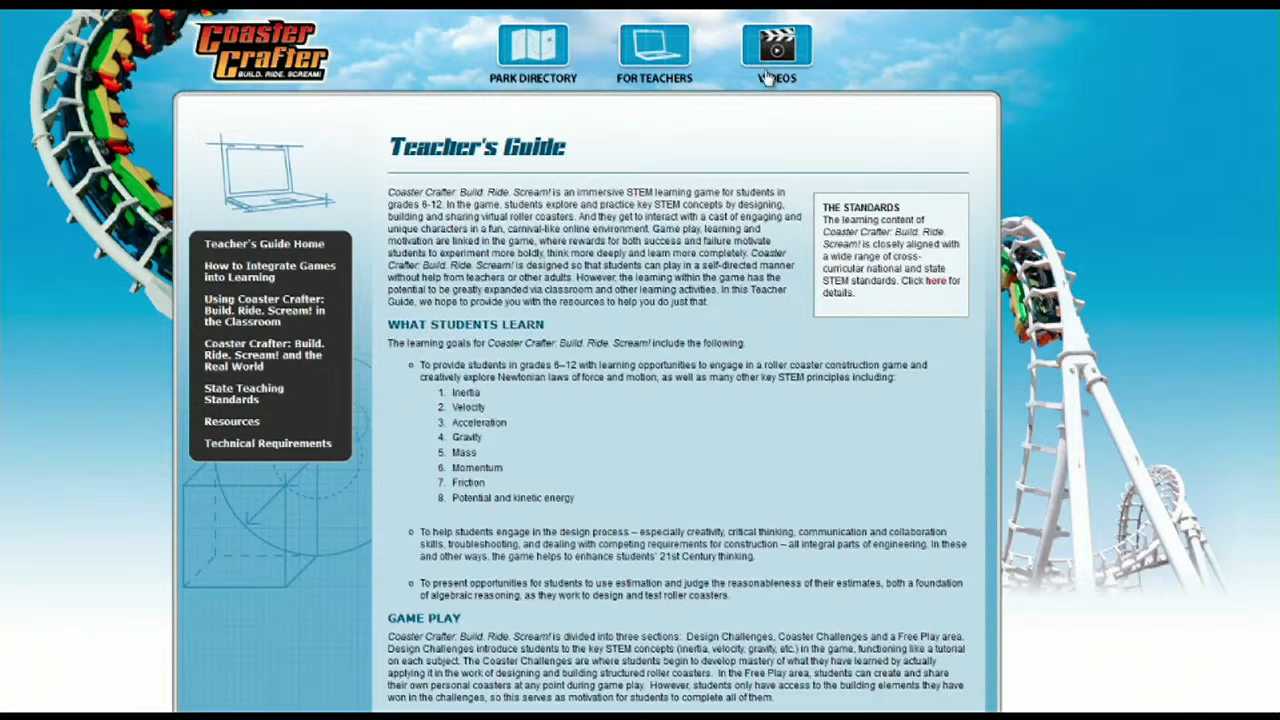 Coaster
Crafter
BUILD. RIDE. SCREAM!
PARK DIRECTORY
FOR TEACHERS
Teacher's Guide
Teacher's Guide Home
How to Integrate Games
into Learning
Using Coaster Crafter:
Build. Ride. Scream! in
the Classroom
Coaster Crafter: Build.
Ride. Scream! and the
Real World
State Teaching
Standards
Resources
Technical Requirements
Coaster Crafter: Build. Ride. Scream! is an immersive STEM learning game for students in
grades 6-12. In the game, students explore and practice key STEM concepts by designing,
building and sharing virtual roller coasters. And they get to interact with a cast of engaging and
unique characters in a fun, carnival-like online environment. Game play, learning and
motivation are linked in the game, where rewards for both success and failure motivate
students to experiment more boldly, think more deeply and learn more completely. Coaster
Crafter: Build. Ride. Scream! is designed so that students can play in a self-directed manner
without help from teachers or other adults. However, the learning within the game has the
potential to be greatly expanded via classroom and other learning activities. In this Teacher
Guide, we hope to provide you with the resources to help you do just that.
THE STANDARDS
The learning content of
Coaster Crafter: Build. Ride.
Scream! is closely aligned with
a wide range of cross-
curricular national and state
STEM standards. Click here for
details.
WHAT STUDENTS LEARN
The learning goals for Coaster Crafter: Build. Ride. Scream! include the following.
To provide students in grades 6–12 with learning opportunities to engage in a roller coaster construction game and
creatively explore Newtonian laws of force and motion, as well as many other key STEM principles including:
1. Inertia
2. Velocity
3. Acceleration
4. Gravity
5. Mass
6. Momentum
7. Friction
8. Potential and kinetic energy
To help students engage in the design process – especially creativity, critical thinking, communication and collaboration
skills, troubleshooting, and dealing with competing requirements for construction – all integral parts of engineering. In these
and other ways, the game helps to enhance students' 21st Century thinking.
To present opportunities for students to use estimation and judge the reasonableness of their estimates, both a foundation
of algebraic reasoning, as they work to design and test roller coasters.
GAME PLAY
Coaster Crafter: Build. Ride. Scream! is divided into three sections: Design Challenges, Coaster Challenges and a Free Play area.
Design Challenges introduce students to the key STEM concepts (inertia, velocity, gravity, etc.) in the game, functioning like a tutorial
on each subject. The Coaster Challenges are where students begin to develop mastery of what they have learned by actually
applying it in the work of designing and building structured roller coasters. In the Free Play area, students can create and share
their own personal coasters at any point during game play. However, students only have access to the building elements they have
won in the challenges, so this serves as motivation for students to complete all of them.